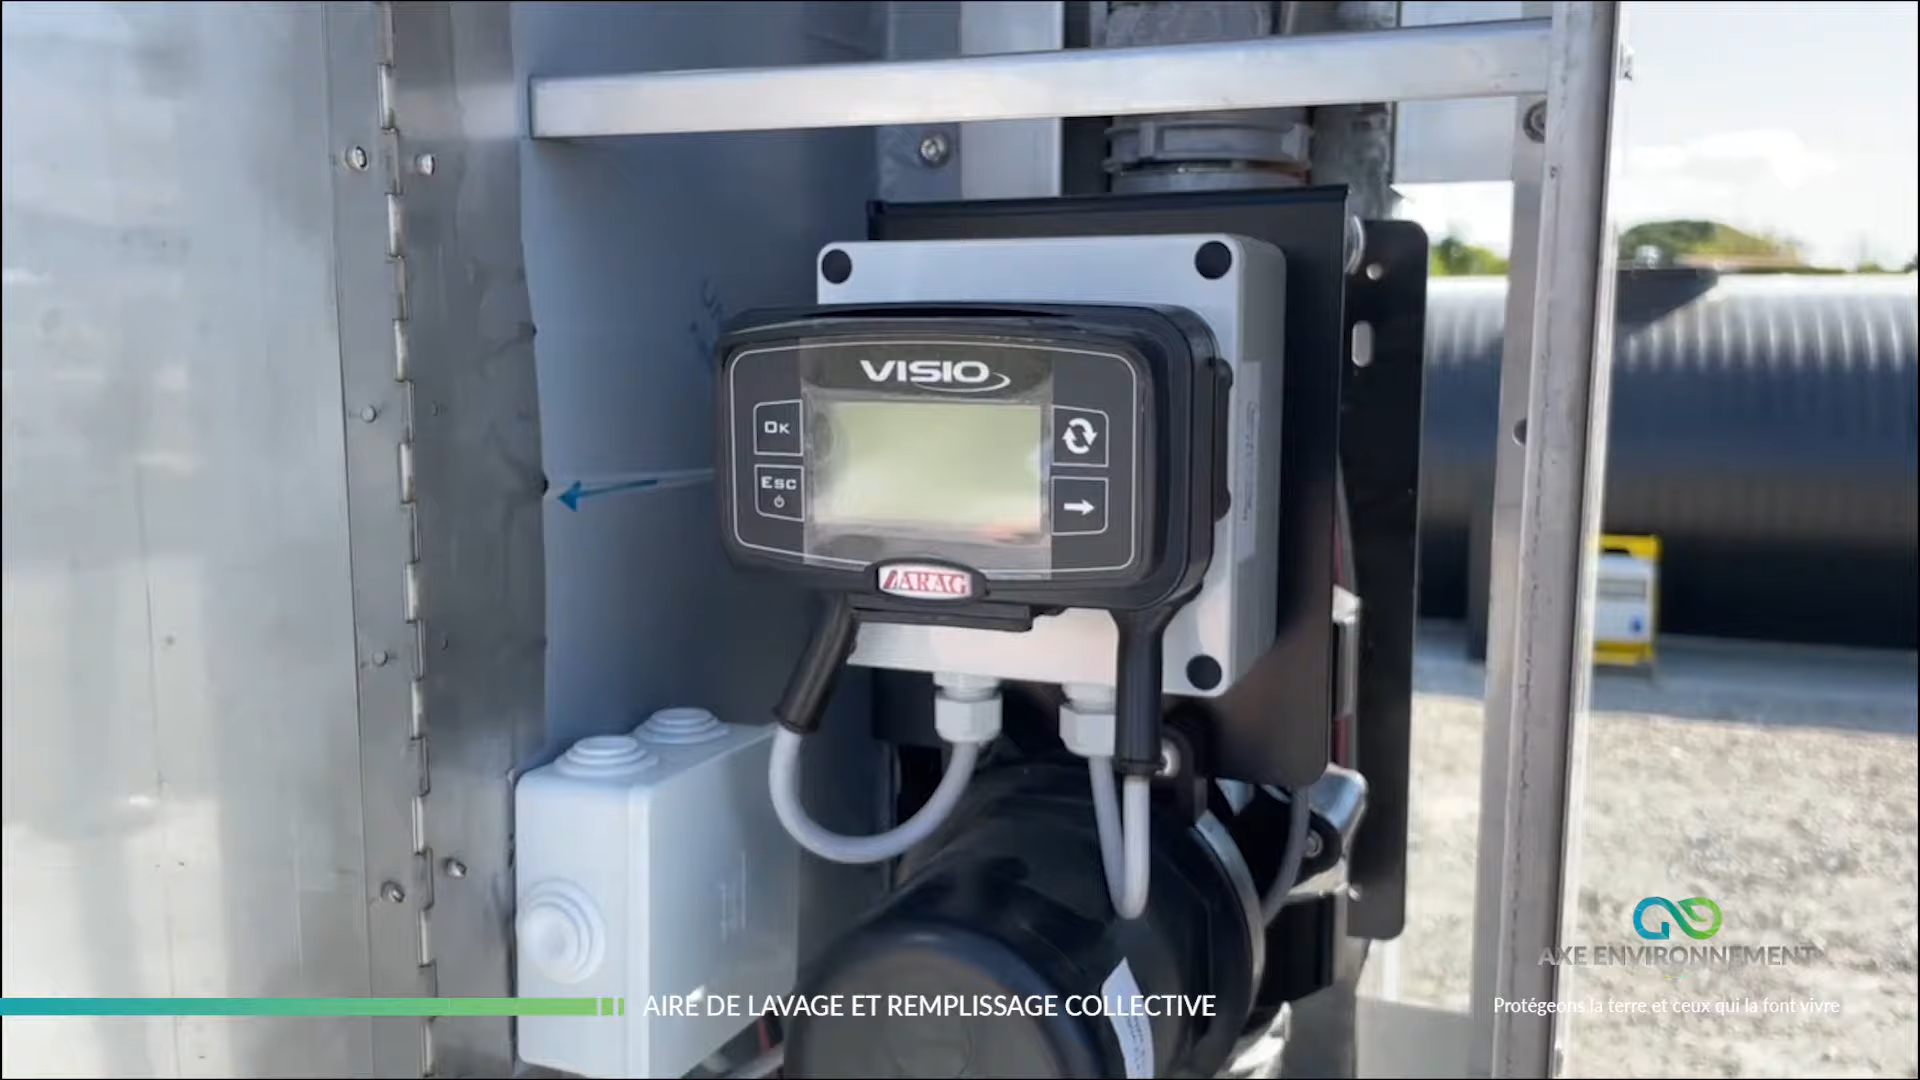 VISIO
OK
Esc
ARAG
AXE ENVIRONNEMENT
AIRE DE LAVAGE ET REMPLISSAGE COLLECTIVE
Protégeons la terre et ceux qui la font vivre